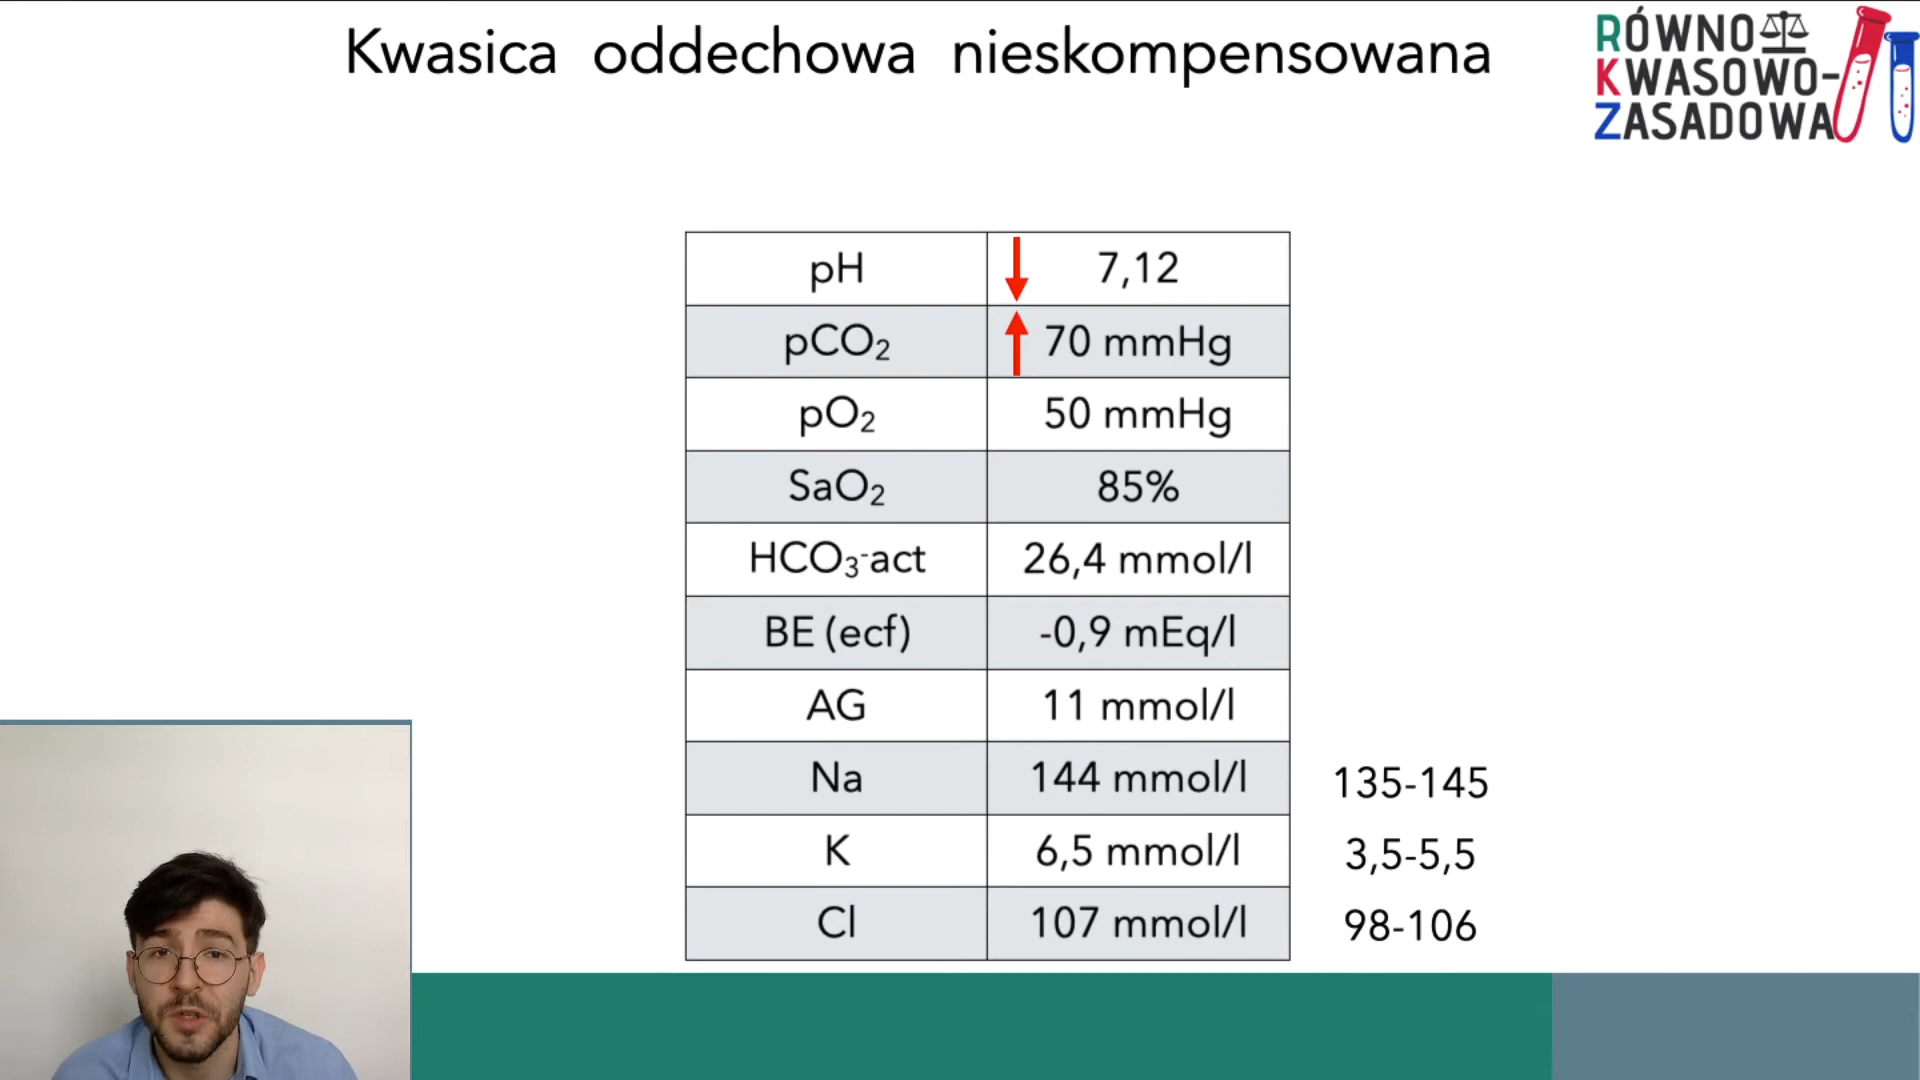 Kwasica oddechowa nieskompensowana
RÓWNO
KWASOWO-
ZASADOWA
pH 7,12
pCO₂ 70 mmHg
pO₂ 50 mmHg
SaO₂ 85%
HCO₃⁻act 26,4 mmol/l
BE (ecf) -0,9 mEq/l
AG 11 mmol/l
Na 144 mmol/l 135-145
K 6,5 mmol/l 3,5-5,5
Cl 107 mmol/l 98-106